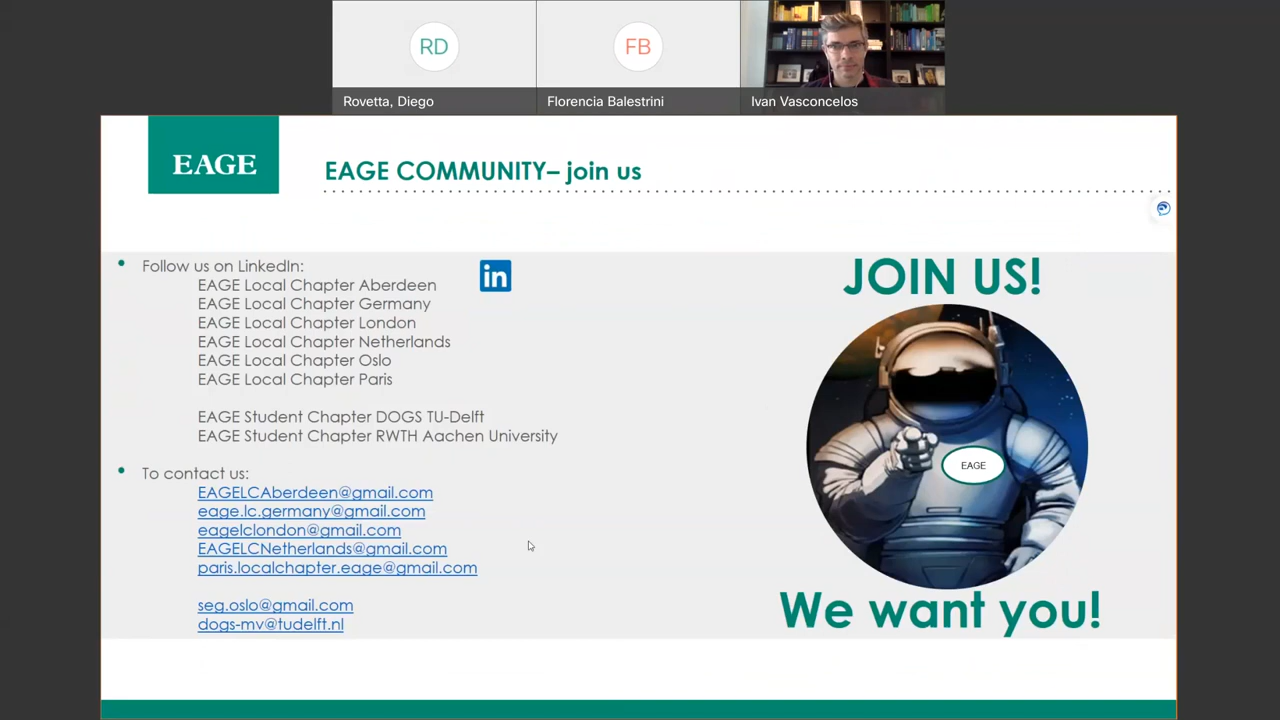 RD
FB
Rovetta, Diego
Florencia Balestrini
Ivan Vasconcelos
EAGE
EAGE COMMUNITY– join us
• Follow us on LinkedIn:
in
EAGE Local Chapter Aberdeen
EAGE Local Chapter Germany
EAGE Local Chapter London
EAGE Local Chapter Netherlands
EAGE Local Chapter Oslo
EAGE Local Chapter Paris
EAGE Student Chapter DOGS TU-Delft
EAGE Student Chapter RWTH Aachen University
• To contact us:
EAGELCAberdeen@gmail.com
eage.lc.germany@gmail.com
eagelclondon@gmail.com
EAGELCNetherlands@gmail.com
paris.localchapter.eage@gmail.com
seg.oslo@gmail.com
dogs-mv@tudelft.nl
JOIN US!
EAGE
We want you!